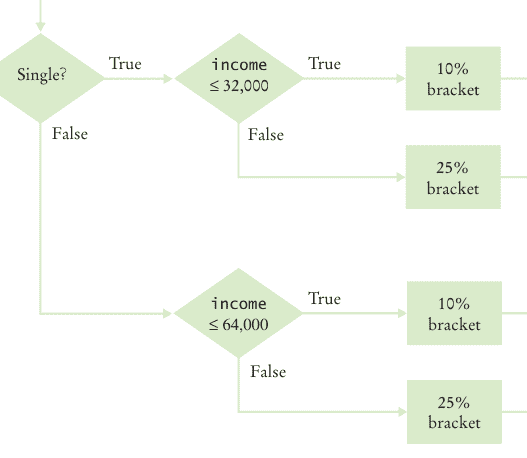 Single?
True
income
≤ 32,000
True
10%
bracket
False
False
25%
bracket
income
≤ 64,000
True
10%
bracket
False
25%
bracket